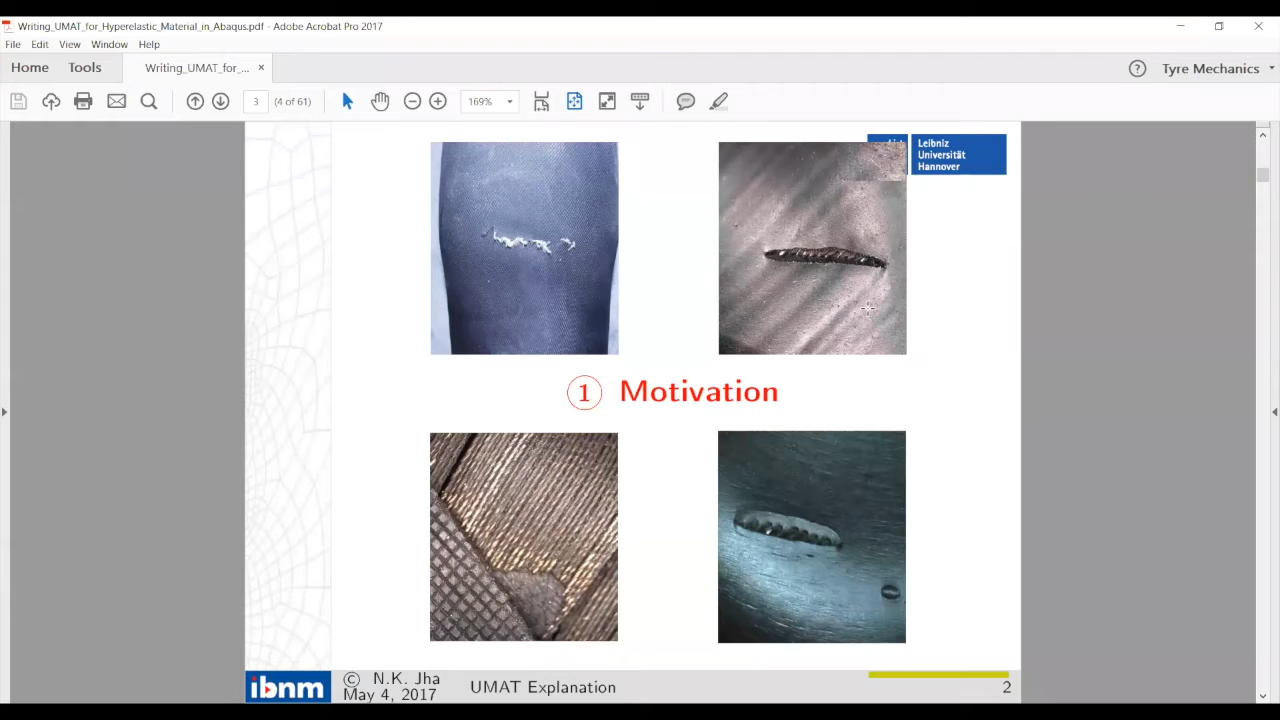 Writing_UMAT_for_Hyperelastic_Material_in_Abaqus.pdf - Adobe Acrobat Pro 2017
File Edit View Window Help
Home Tools Writing_UMAT_for_... × Tyre Mechanics
3 (4 of 61) 169%
Leibniz
Universität
Hannover
1 Motivation
ibnm © N.K. Jha
May 4, 2017
UMAT Explanation
2